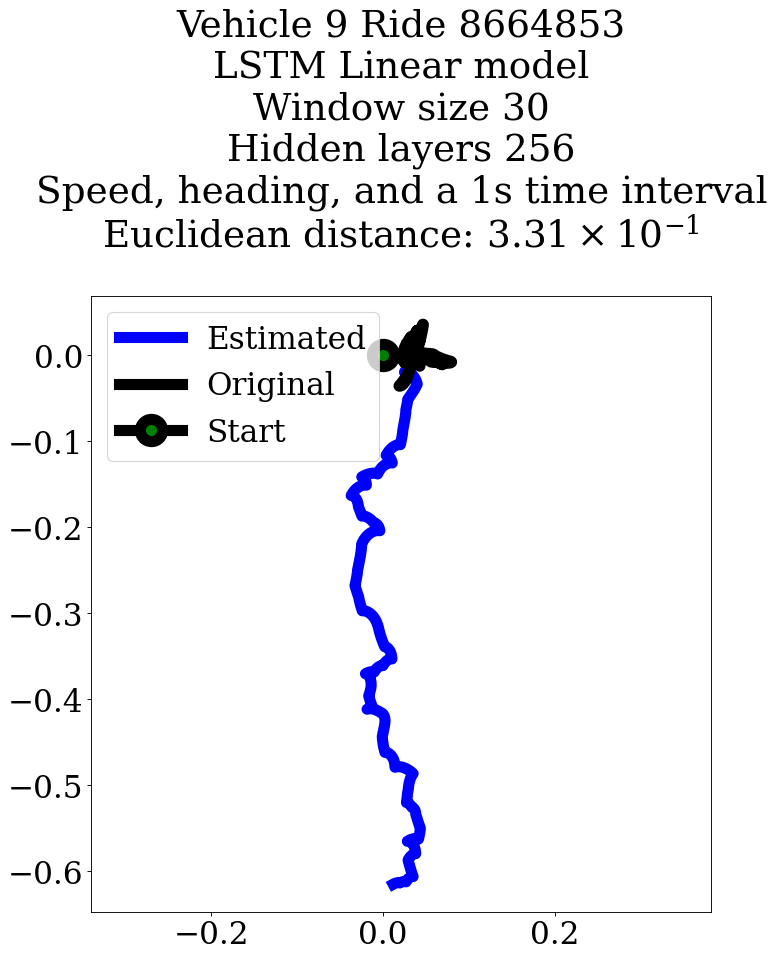 Vehicle 9 Ride 8664853
LSTM Linear model
Window size 30
Hidden layers 256
Speed, heading, and a 1s time interval
Euclidean distance: 3.31 × 10⁻¹
Estimated
Original
Start
0.0
−0.1
−0.2
−0.3
−0.4
−0.5
−0.6
−0.2 0.0 0.2